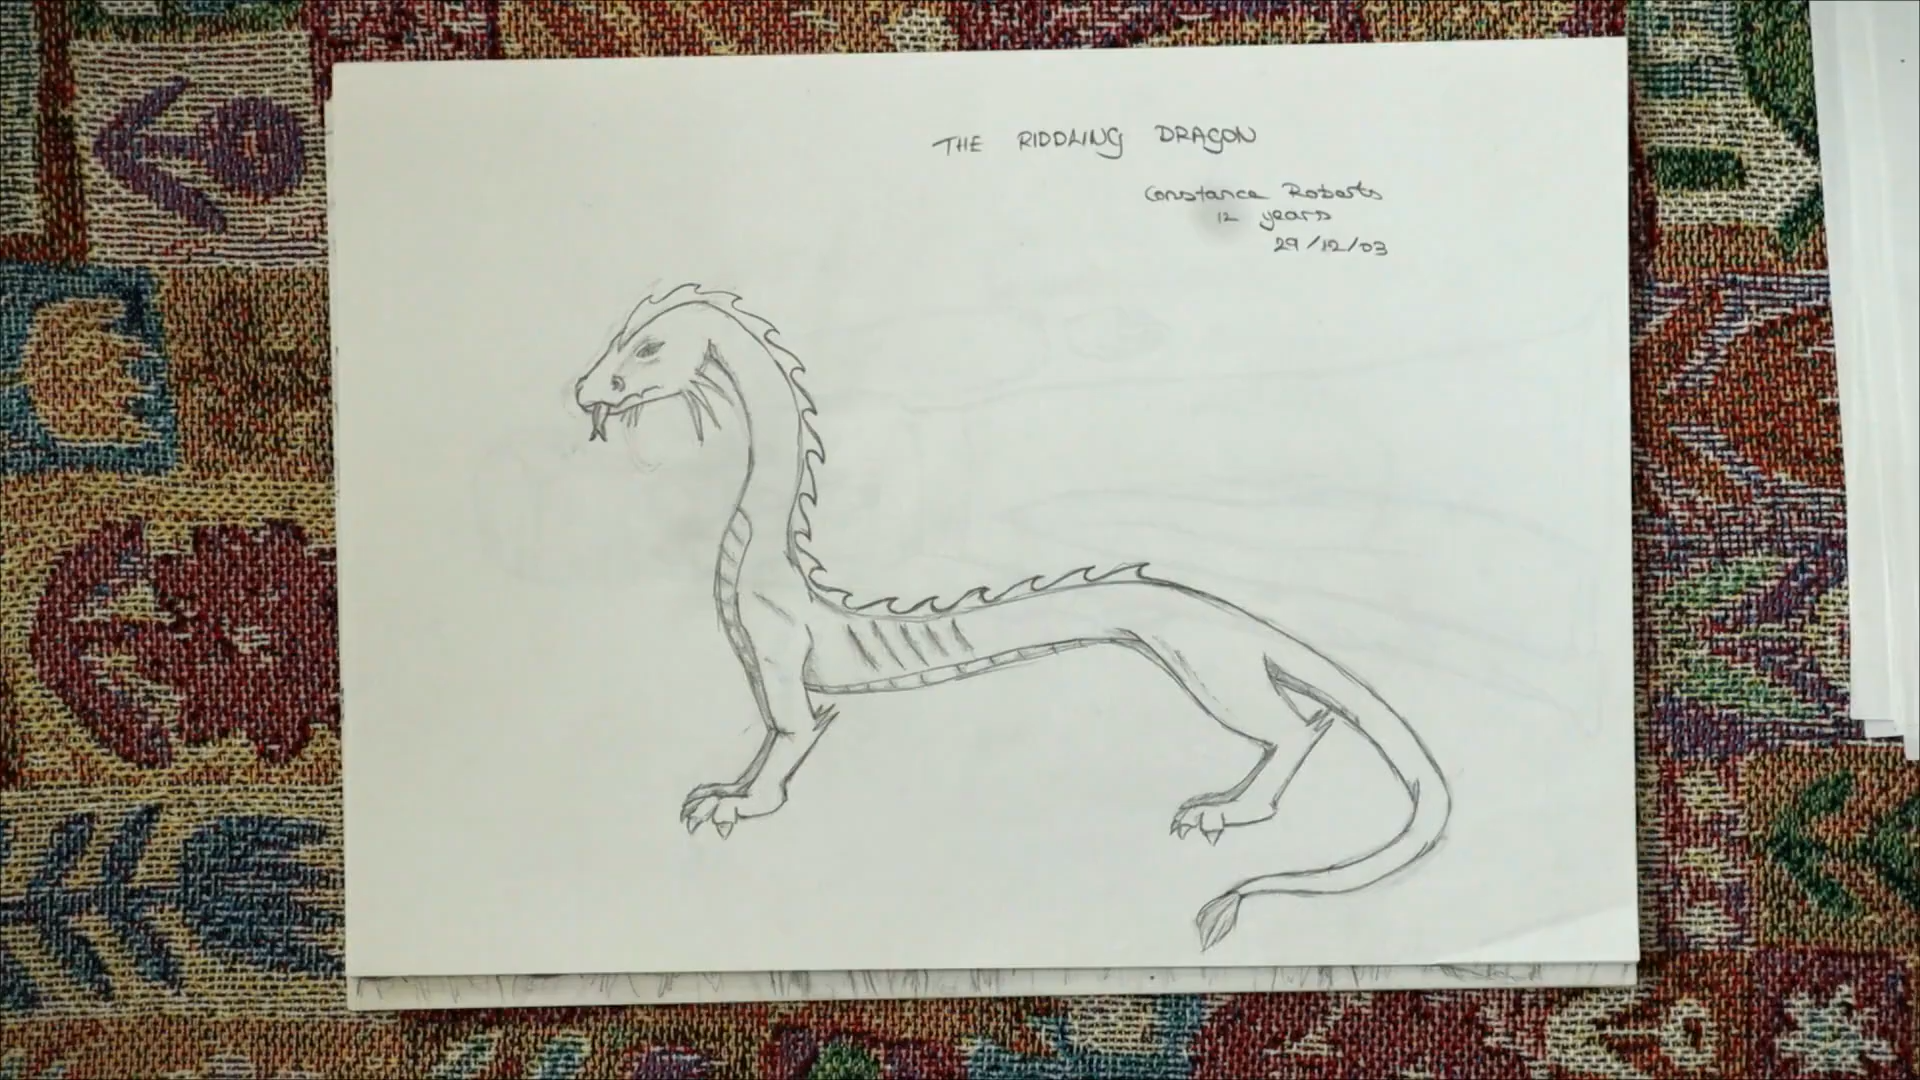 THE RIDDLING DRAGON
Constance Roberts
12 years
29/12/03